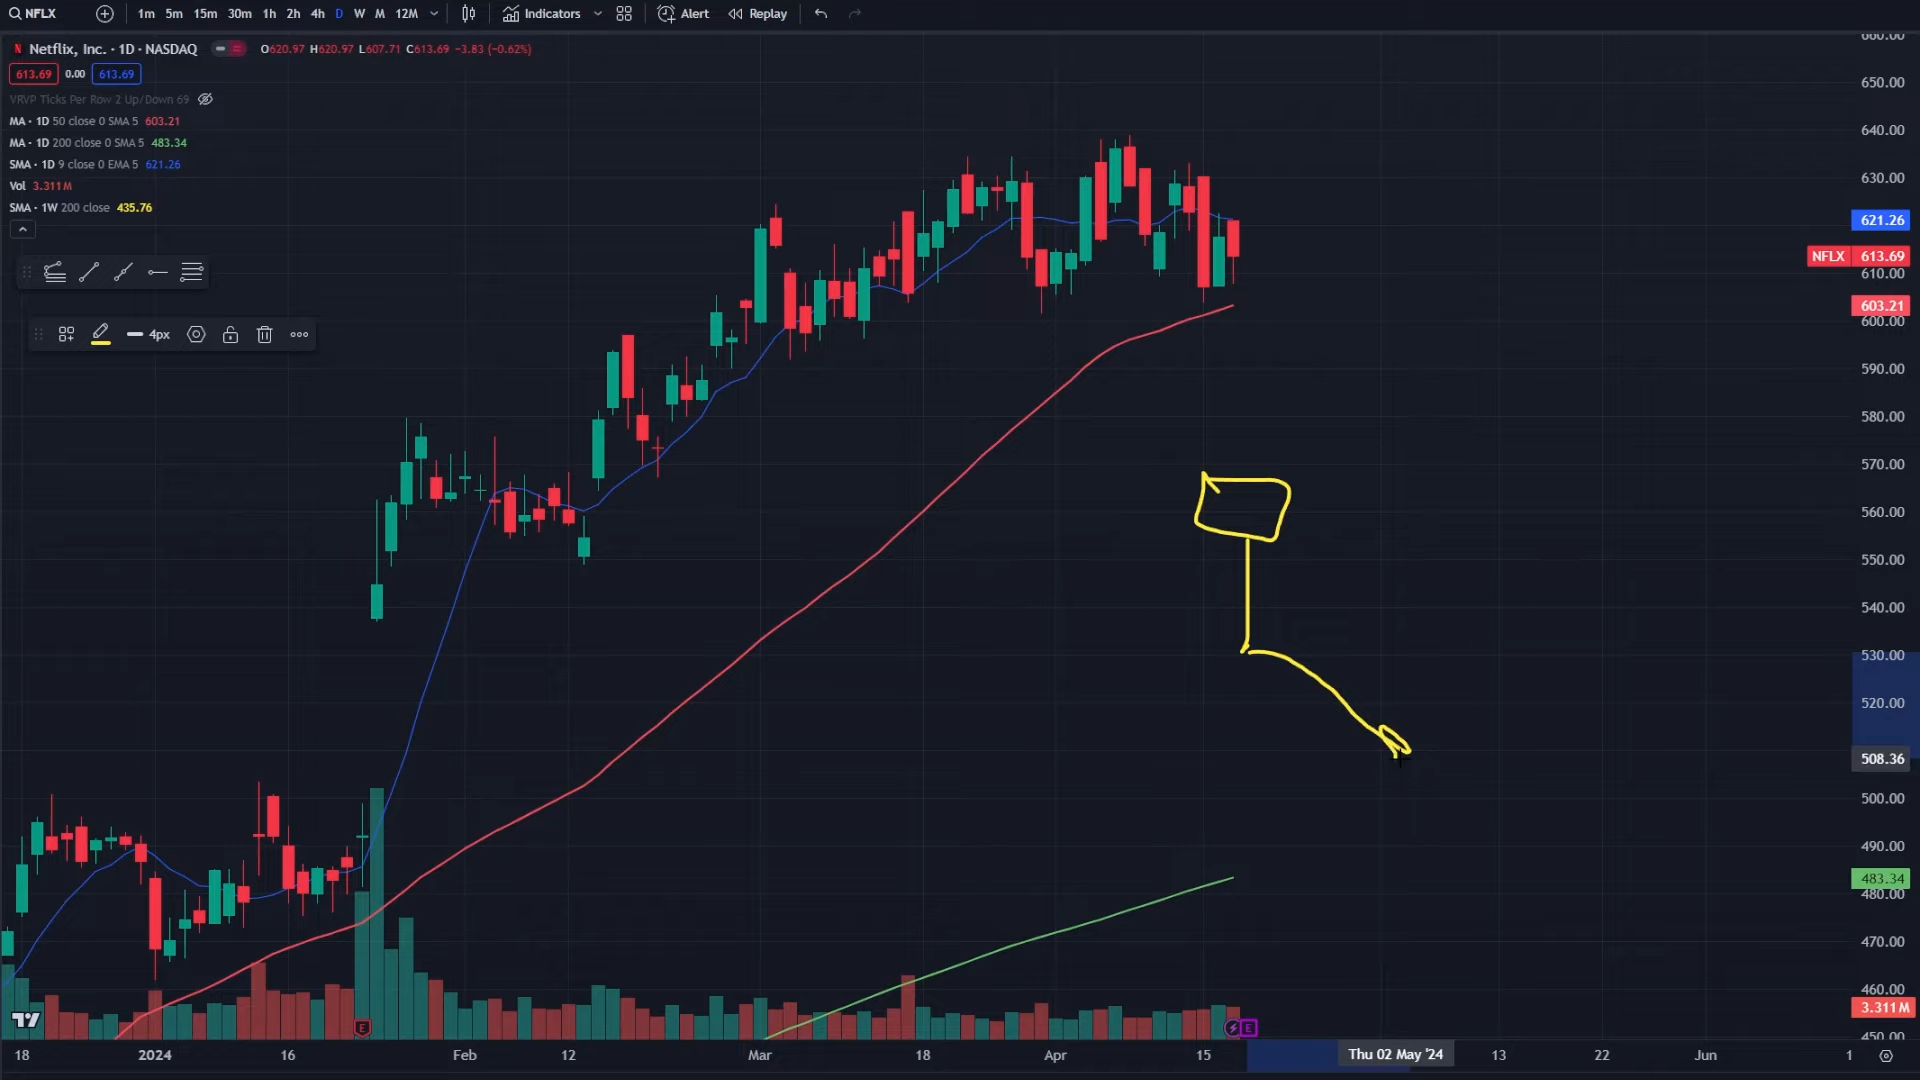 NFLX 1m 5m 15m 30m 1h 2h 4h D W M 12M Indicators Alert Replay
660.00
Netflix, Inc. · 1D · NASDAQ O620.97 H620.97 L607.71 C613.69 −3.83 (−0.62%)
613.69 0.00 613.69
650.00
VRVP Ticks Per Row 2 Up/Down 69
MA · 1D 50 close 0 SMA 5 603.21
640.00
MA · 1D 200 close 0 SMA 5 483.34
SMA · 1D 9 close 0 EMA 5 621.26
630.00
Vol 3.311M
SMA · 1W 200 close 435.76
621.26
NFLX 613.69
610.00
603.21
600.00
4px
590.00
580.00
570.00
560.00
550.00
540.00
530.00
520.00
508.36
500.00
490.00
483.34
480.00
470.00
460.00
3.311M
E E
450.00
18 2024 16 Feb 12 Mar 18 Apr 15 Thu 02 May '24 13 22 Jun 1